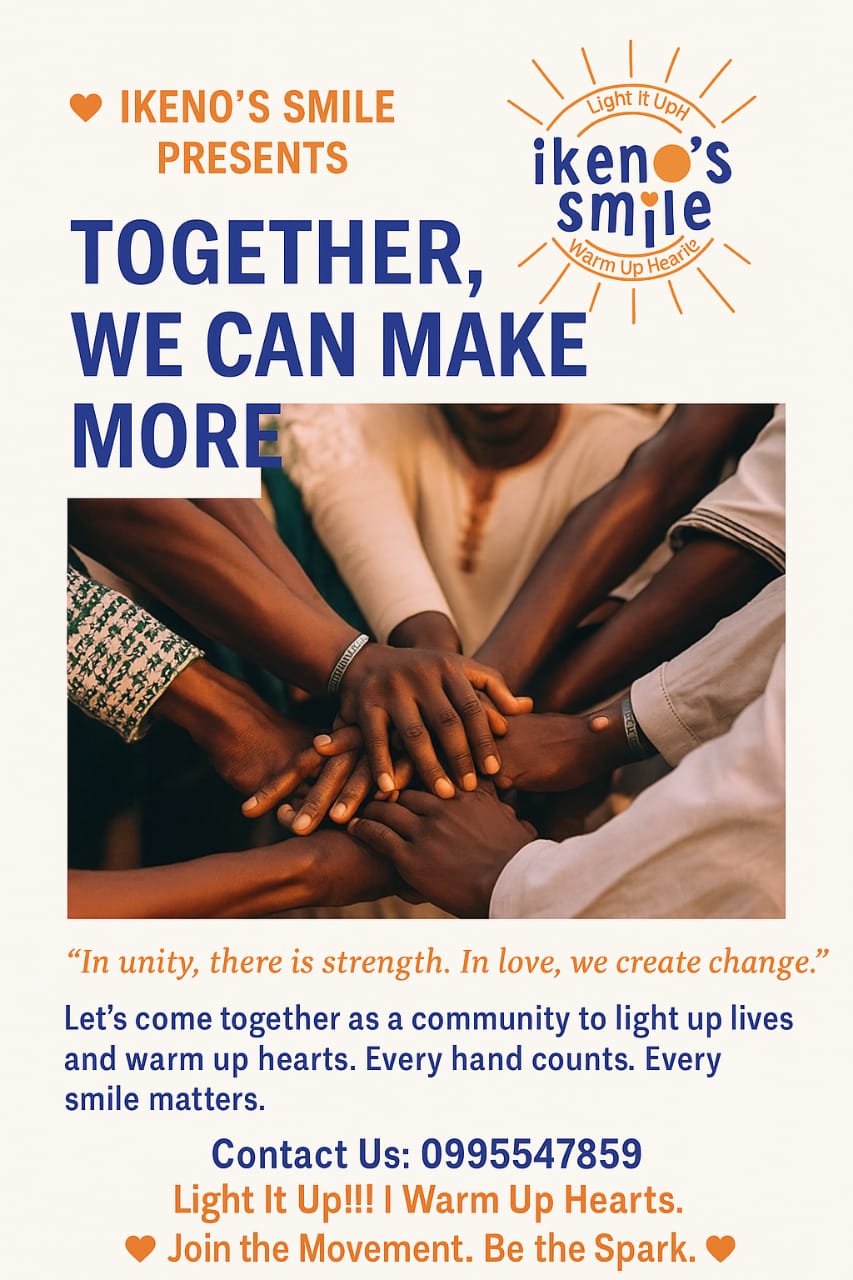 IKENO'S SMILE
PRESENTS
Light It UpH
ikeno's
smile
Warm Up Hearile
TOGETHER,
WE CAN MAKE
MORE
“In unity, there is strength. In love, we create change.”
Let's come together as a community to light up lives
and warm up hearts. Every hand counts. Every
smile matters.
Contact Us: 0995547859
Light It Up!!! I Warm Up Hearts.
Join the Movement. Be the Spark.